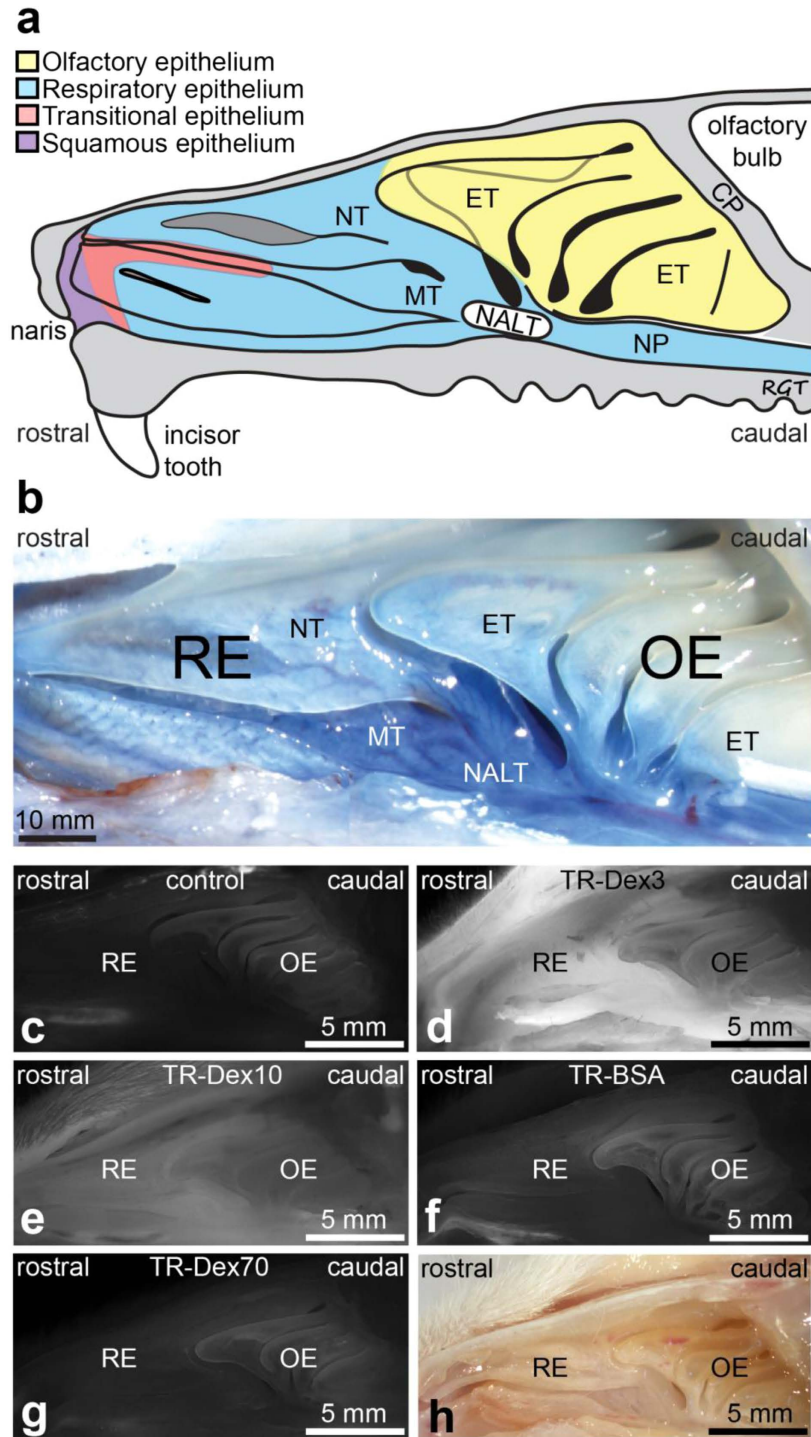 a
Olfactory epithelium
Respiratory epithelium
Transitional epithelium
Squamous epithelium
olfactory
bulb
CP
ET
NT
ET
MT
NALT
naris
NP
RGT
rostral
incisor
tooth
caudal
b
rostral
caudal
NT
ET
RE
OE
MT
ET
NALT
10 mm
rostral
control
caudal
RE
OE
c
5 mm
rostral
TR-Dex3
caudal
RE
OE
d
5 mm
rostral
TR-Dex10
caudal
RE
OE
e
5 mm
rostral
TR-BSA
caudal
RE
OE
f
5 mm
rostral
TR-Dex70
caudal
RE
OE
g
5 mm
rostral
caudal
RE
OE
h
5 mm